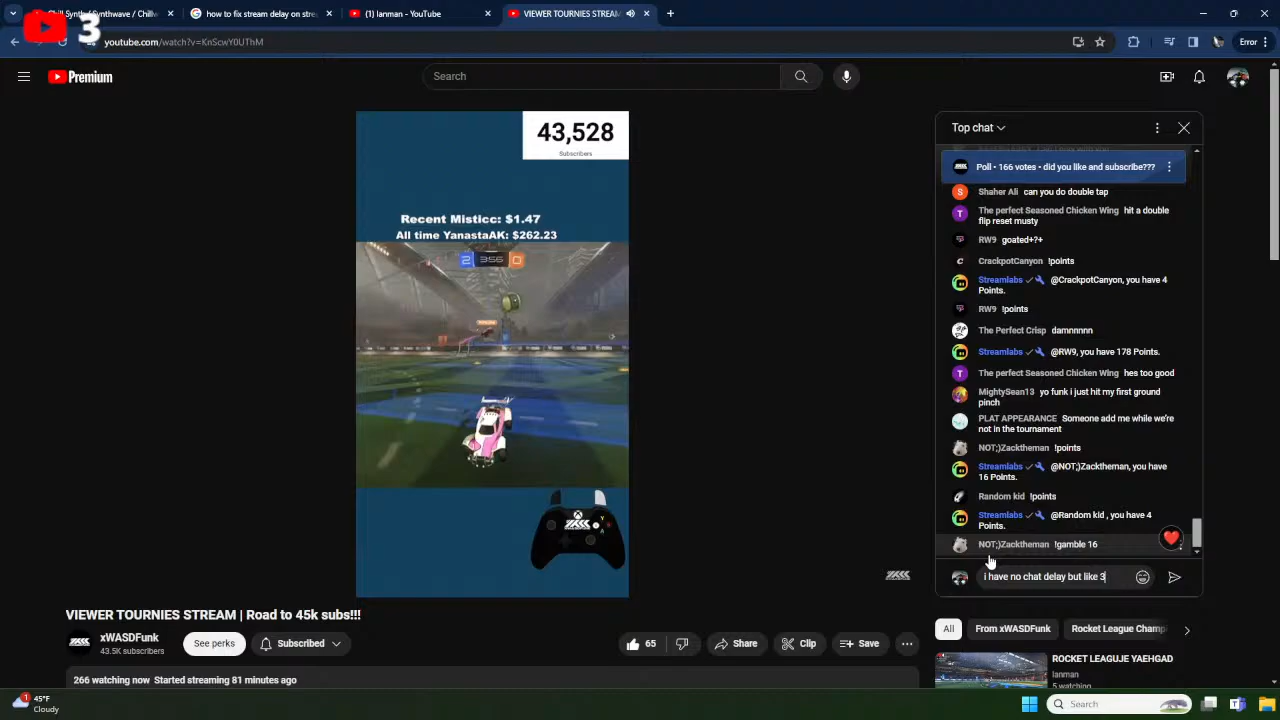 Chill Synth / Synthwave / Chillw
how to fix stream delay on stre
(1) lanman - YouTube
VIEWER TOURNIES STREAM
3
youtube.com/watch?v=KnScwY0UThM
Error
Premium
Search
43,528
Subscribers
Recent Misticc: $1.47
All time YanastaAK: $262.23
2 3:56 0
Top chat
Poll • 166 votes • did you like and subscribe???
Shaher Ali can you do double tap
The perfect Seasoned Chicken Wing hit a double
flip reset musty
RW9 goated+?+
CrackpotCanyon !points
Streamlabs @CrackpotCanyon, you have 4
Points.
RW9 !points
The Perfect Crisp damnnnnn
Streamlabs @RW9, you have 178 Points.
The perfect Seasoned Chicken Wing hes too good
MightySean13 yo funk i just hit my first ground
pinch
PLAT APPEARANCE Someone add me while we're
not in the tournament
NOT;)Zacktheman !points
Streamlabs @NOT;)Zacktheman, you have
16 Points.
Random kid !points
Streamlabs @Random kid , you have 4
Points.
NOT;)Zacktheman !gamble 16
i have no chat delay but like 3
VIEWER TOURNIES STREAM | Road to 45k subs!!!
xWASDFunk
43.5K subscribers
See perks
Subscribed
65
Share
Clip
Save
266 watching now Started streaming 81 minutes ago
All
From xWASDFunk
Rocket League Champi
ROCKET LEAGUJE YAEHGAD
lanman
5 watching
1
45°F
Cloudy
Search